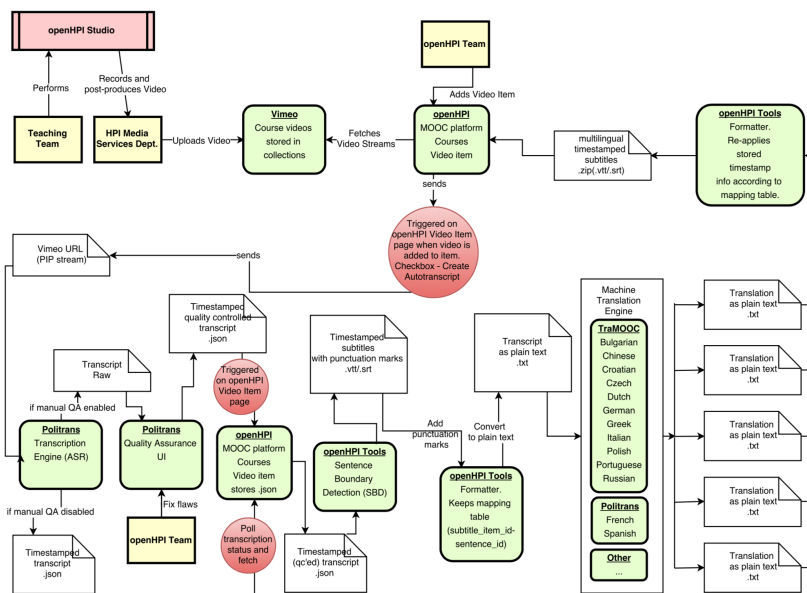 openHPI Studio
openHPI Team
Performs
Records and
post-produces Video
Adds Video Item
Teaching
Team
HPI Media
Services Dept.
Uploads Video
Vimeo
Course videos
stored in
collections
Fetches
Video Streams
openHPI
MOOC platform
Courses
Video item
multilingual
timestamped
subtitles
.zip(.vtt/.srt)
openHPI Tools
Formatter.
Re-applies
stored
timestamp
info according to
mapping table.
sends
Triggered on
openHPI Video Item
page when video is
added to item.
Checkbox - Create
Autotranscript
Vimeo URL
(PIP stream)
sends
Timestamped
quality controlled
transcript
.json
Transcript
Raw
Triggered
on openHPI
Video Item
page
Timestamped
subtitles
with punctuation marks
.vtt/.srt
Transcript
as plain text
.txt
Machine
Translation
Engine
TraMOOC
Bulgarian
Chinese
Croatian
Czech
Dutch
German
Greek
Italian
Polish
Portuguese
Russian
Politrans
French
Spanish
Other
...
Translation
as plain text
.txt
Translation
as plain text
.txt
Translation
as plain text
.txt
Translation
as plain text
.txt
Translation
as plain text
.txt
if manual QA enabled
Politrans
Transcription
Engine (ASR)
Politrans
Quality Assurance
UI
openHPI
MOOC platform
Courses
Video item
stores .json
openHPI Tools
Sentence
Boundary
Detection (SBD)
Add
punctuation
marks
Convert
to plain text
openHPI Tools
Formatter.
Keeps mapping
table
(subtitle_item_id-
sentence_id)
if manual QA disabled
Fix flaws
openHPI Team
Timestamped
transcript
.json
Poll
transcription
status and
fetch
Timestamped
(qc'ed) transcript
.json